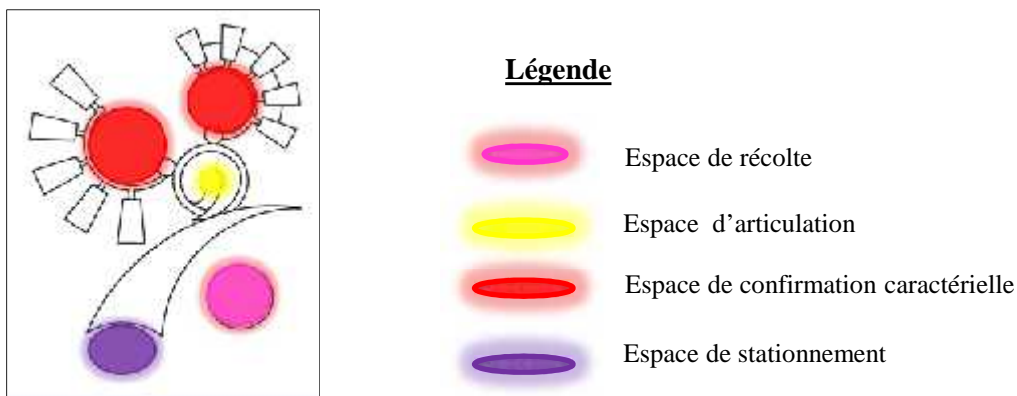 Légende
Espace de récolte
Espace d’articulation
Espace de confirmation caractérielle
Espace de stationnement